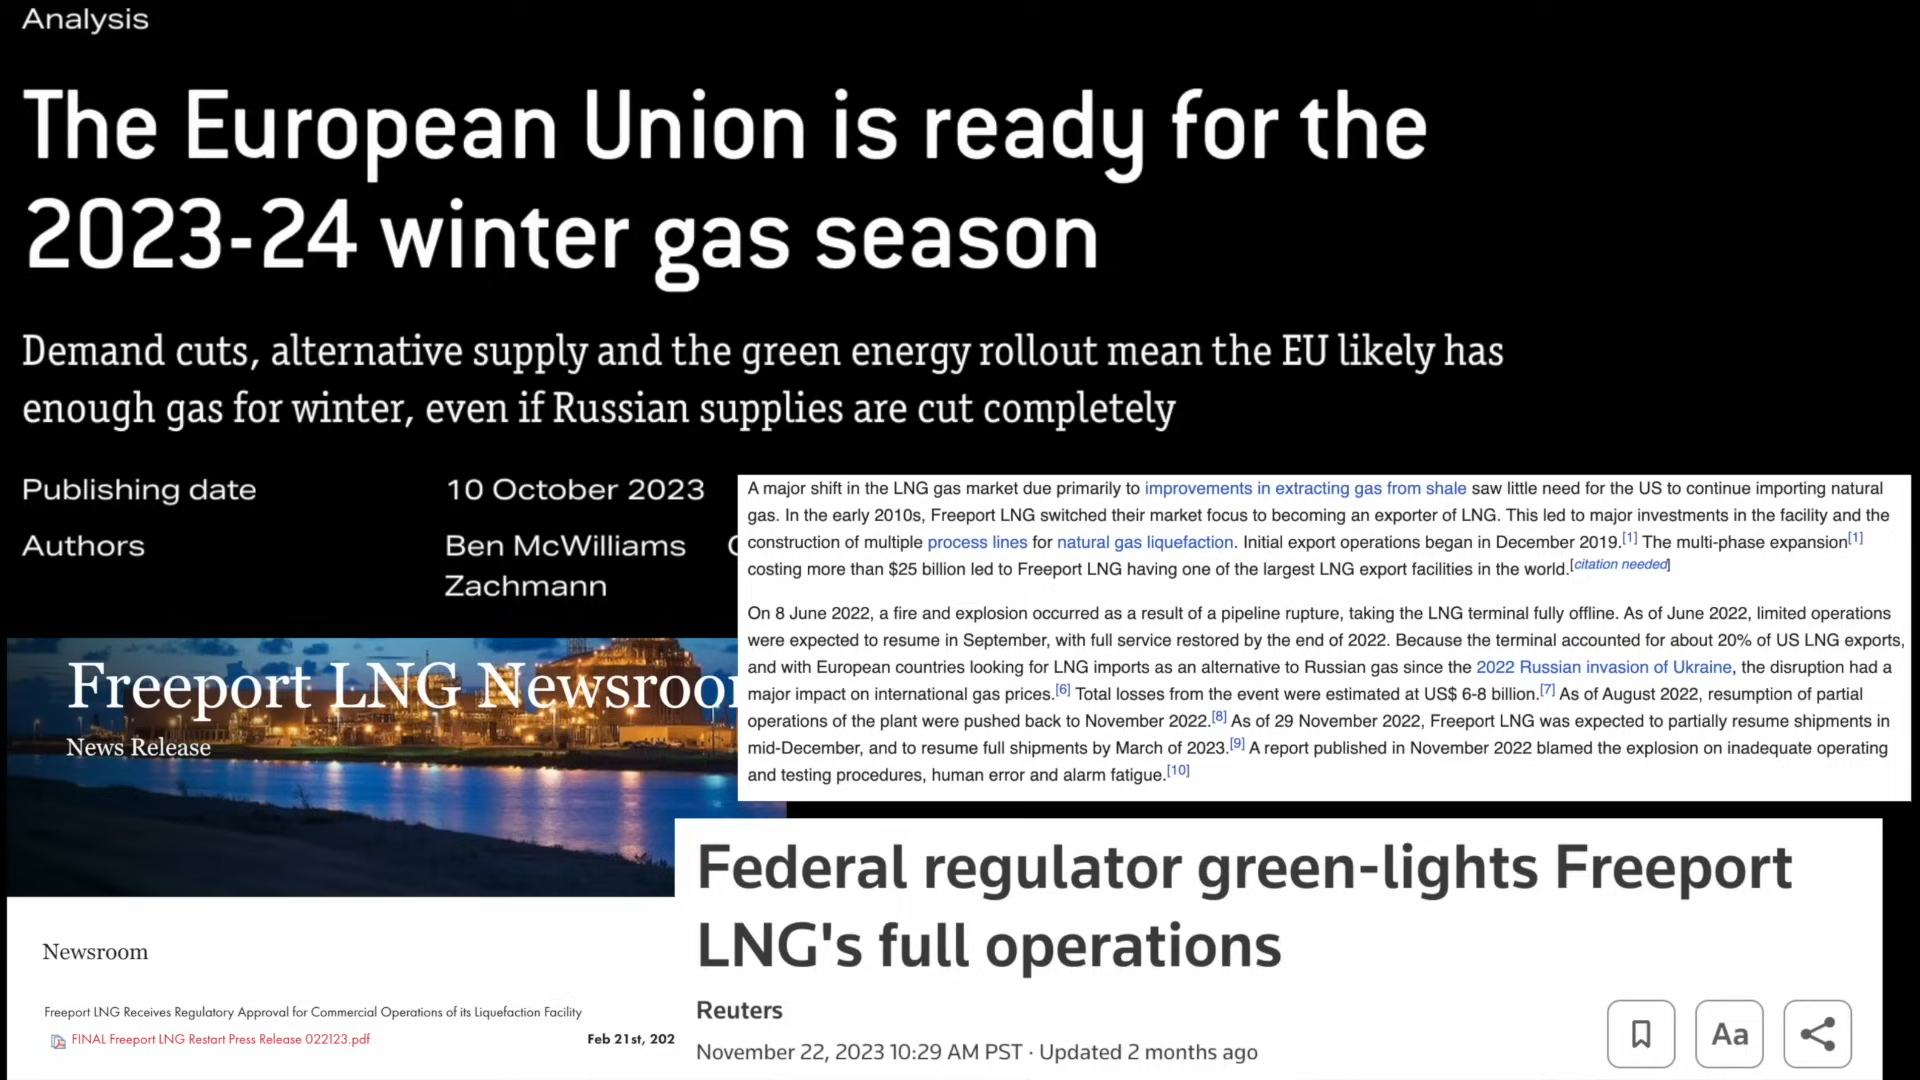 Analysis
The European Union is ready for the
2023-24 winter gas season
Demand cuts, alternative supply and the green energy rollout mean the EU likely has
enough gas for winter, even if Russian supplies are cut completely
Publishing date 10 October 2023
Authors Ben McWilliams
Zachmann
A major shift in the LNG gas market due primarily to improvements in extracting gas from shale saw little need for the US to continue importing natural
gas. In the early 2010s, Freeport LNG switched their market focus to becoming an exporter of LNG. This led to major investments in the facility and the
construction of multiple process lines for natural gas liquefaction. Initial export operations began in December 2019.[1] The multi-phase expansion[1]
costing more than $25 billion led to Freeport LNG having one of the largest LNG export facilities in the world.[citation needed]
On 8 June 2022, a fire and explosion occurred as a result of a pipeline rupture, taking the LNG terminal fully offline. As of June 2022, limited operations
were expected to resume in September, with full service restored by the end of 2022. Because the terminal accounted for about 20% of US LNG exports,
and with European countries looking for LNG imports as an alternative to Russian gas since the 2022 Russian invasion of Ukraine, the disruption had a
major impact on international gas prices.[6] Total losses from the event were estimated at US$ 6-8 billion.[7] As of August 2022, resumption of partial
operations of the plant were pushed back to November 2022.[8] As of 29 November 2022, Freeport LNG was expected to partially resume shipments in
mid-December, and to resume full shipments by March of 2023.[9] A report published in November 2022 blamed the explosion on inadequate operating
and testing procedures, human error and alarm fatigue.[10]
Freeport LNG Newsroo
News Release
Newsroom
Freeport LNG Receives Regulatory Approval for Commercial Operations of its Liquefaction Facility
FINAL Freeport LNG Restart Press Release 022123.pdf Feb 21st, 202
Federal regulator green-lights Freeport
LNG's full operations
Reuters
November 22, 2023 10:29 AM PST · Updated 2 months ago
Aa